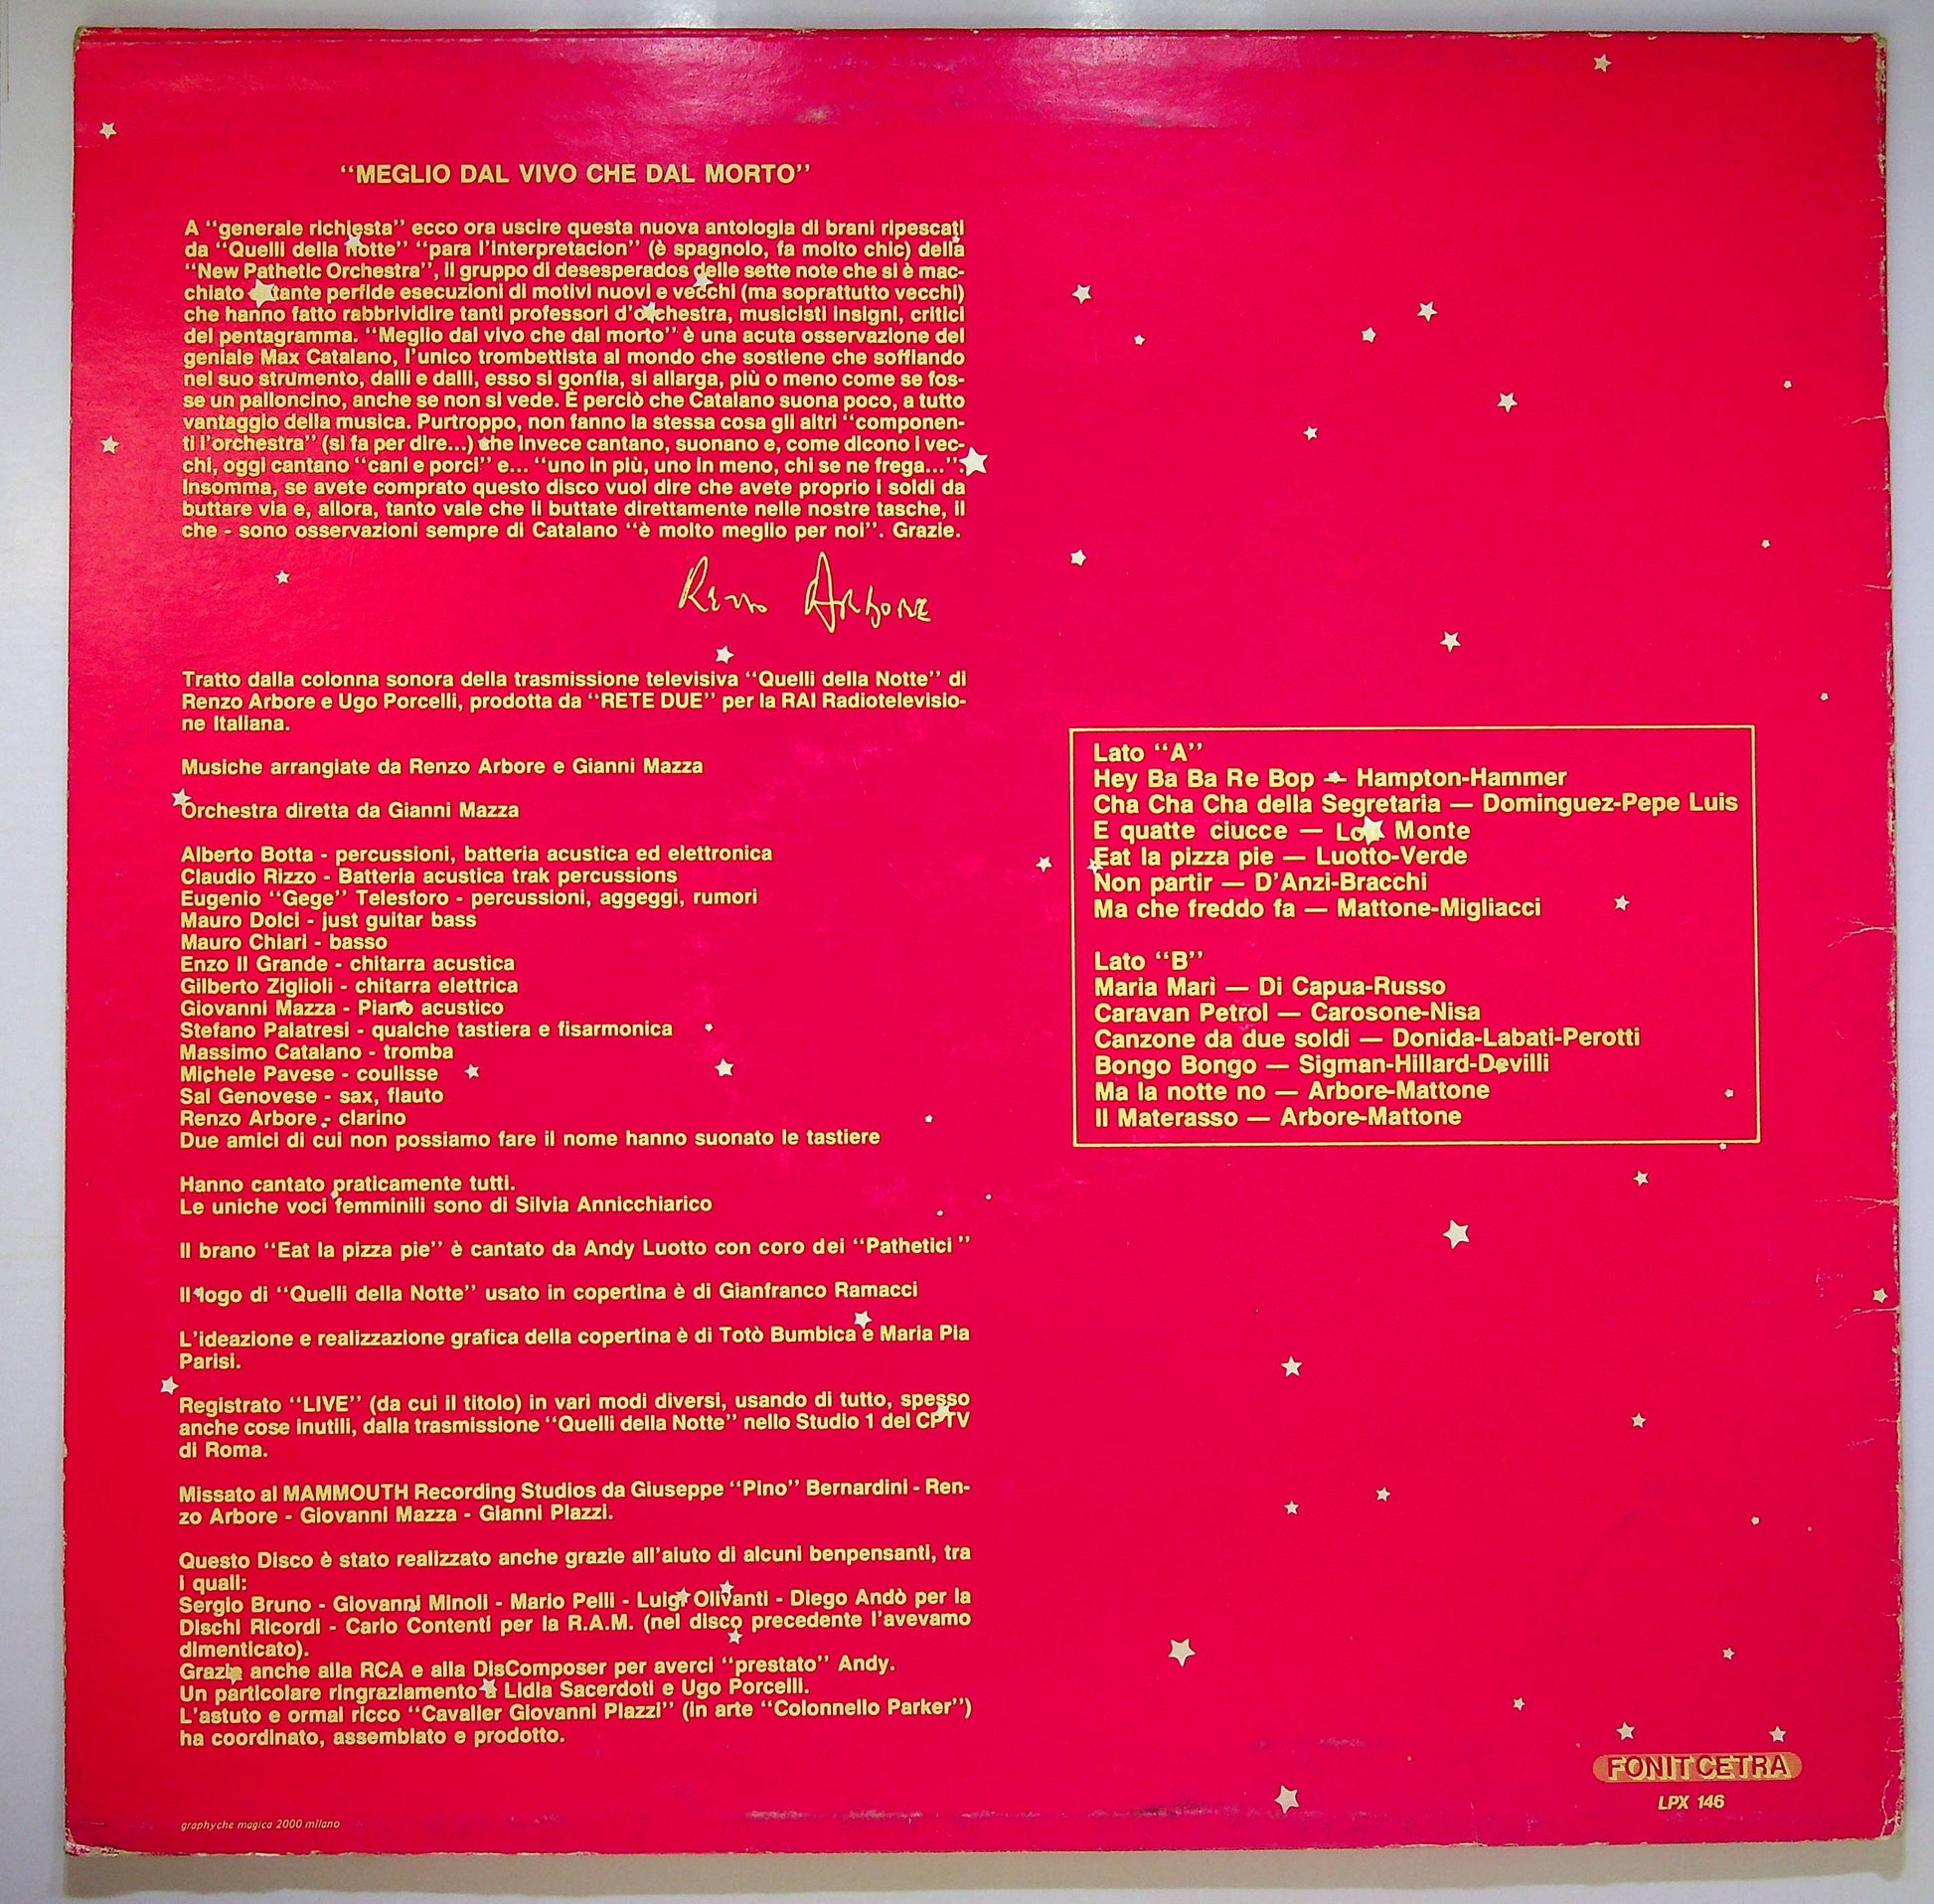 “MEGLIO DAL VIVO CHE DAL MORTO”
A “generale richiesta” ecco ora uscire questa nuova antologia di brani ripescati
da “Quelli della Notte” “para l’interpretacion” (è spagnolo, fa molto chic) della
“New Pathetic Orchestra”, il gruppo di desesperados delle sette note che si è mac-
chiato tante perfide esecuzioni di motivi nuovi e vecchi (ma soprattutto vecchi)
che hanno fatto rabbrividire tanti professori d’orchestra, musicisti insigni, critici
del pentagramma. “Meglio dal vivo che dal morto” è una acuta osservazione del
geniale Max Catalano, l’unico trombettista al mondo che sostiene che soffiando
nel suo strumento, dalli e dalli, esso si gonfia, si allarga, più o meno come se fos-
se un palloncino, anche se non si vede. È perciò che Catalano suona poco, a tutto
vantaggio della musica. Purtroppo, non fanno la stessa cosa gli altri “componen-
ti l’orchestra” (si fa per dire...) che invece cantano, suonano e, come dicono i vec-
chi, oggi cantano “cani e porci” e... “uno in più, uno in meno, chi se ne frega...”.
Insomma, se avete comprato questo disco vuol dire che avete proprio i soldi da
buttare via e, allora, tanto vale che li buttate direttamente nelle nostre tasche, il
che - sono osservazioni sempre di Catalano “è molto meglio per noi”. Grazie.
Renzo Arbore
Tratto dalla colonna sonora della trasmissione televisiva “Quelli della Notte” di
Renzo Arbore e Ugo Porcelli, prodotta da “RETE DUE” per la RAI Radiotelevisio-
ne Italiana.
Musiche arrangiate da Renzo Arbore e Gianni Mazza
Orchestra diretta da Gianni Mazza
Alberto Botta - percussioni, batteria acustica ed elettronica
Claudio Rizzo - Batteria acustica trak percussions
Eugenio “Gege” Telesforo - percussioni, aggeggi, rumori
Mauro Dolci - just guitar bass
Mauro Chiari - basso
Enzo Il Grande - chitarra acustica
Gilberto Ziglioli - chitarra elettrica
Giovanni Mazza - Piano acustico
Stefano Palatresi - qualche tastiera e fisarmonica
Massimo Catalano - tromba
Michele Pavese - coulisse
Sal Genovese - sax, flauto
Renzo Arbore - clarino
Due amici di cui non possiamo fare il nome hanno suonato le tastiere
Hanno cantato praticamente tutti.
Le uniche voci femminili sono di Silvia Annicchiarico
Il brano “Eat la pizza pie” è cantato da Andy Luotto con coro dei “Pathetici”
Il logo di “Quelli della Notte” usato in copertina è di Gianfranco Ramacci
L’ideazione e realizzazione grafica della copertina è di Totò Bumbica e Maria Pia
Parisi.
Registrato “LIVE” (da cui il titolo) in vari modi diversi, usando di tutto, spesso
anche cose inutili, dalla trasmissione “Quelli della Notte” nello Studio 1 del CPTV
di Roma.
Missato al MAMMOUTH Recording Studios da Giuseppe “Pino” Bernardini - Ren-
zo Arbore - Giovanni Mazza - Gianni Plazzi.
Questo Disco è stato realizzato anche grazie all’aiuto di alcuni benpensanti, tra
i quali:
Sergio Bruno - Giovanni Minoli - Mario Pelli - Luigi Olivanti - Diego Andò per la
Dischi Ricordi - Carlo Contenti per la R.A.M. (nel disco precedente l’avevamo
dimenticato).
Grazie anche alla RCA e alla DisComposer per averci “prestato” Andy.
Un particolare ringraziamento a Lidia Sacerdoti e Ugo Porcelli.
L’astuto e ormai ricco “Cavalier Giovanni Plazzi” (in arte “Colonnello Parker”)
ha coordinato, assemblato e prodotto.
graphyche magica 2000 milano
Lato “A”
Hey Ba Ba Re Bop — Hampton-Hammer
Cha Cha Cha della Segretaria — Dominguez-Pepe Luis
E quatte ciucce — Monte
Eat la pizza pie — Luotto-Verde
Non partir — D’Anzi-Bracchi
Ma che freddo fa — Mattone-Migliacci
Lato “B”
Maria Marì — Di Capua-Russo
Caravan Petrol — Carosone-Nisa
Canzone da due soldi — Donida-Labati-Perotti
Bongo Bongo — Sigman-Hillard-Devilli
Ma la notte no — Arbore-Mattone
Il Materasso — Arbore-Mattone
FONIT CETRA
LPX 146